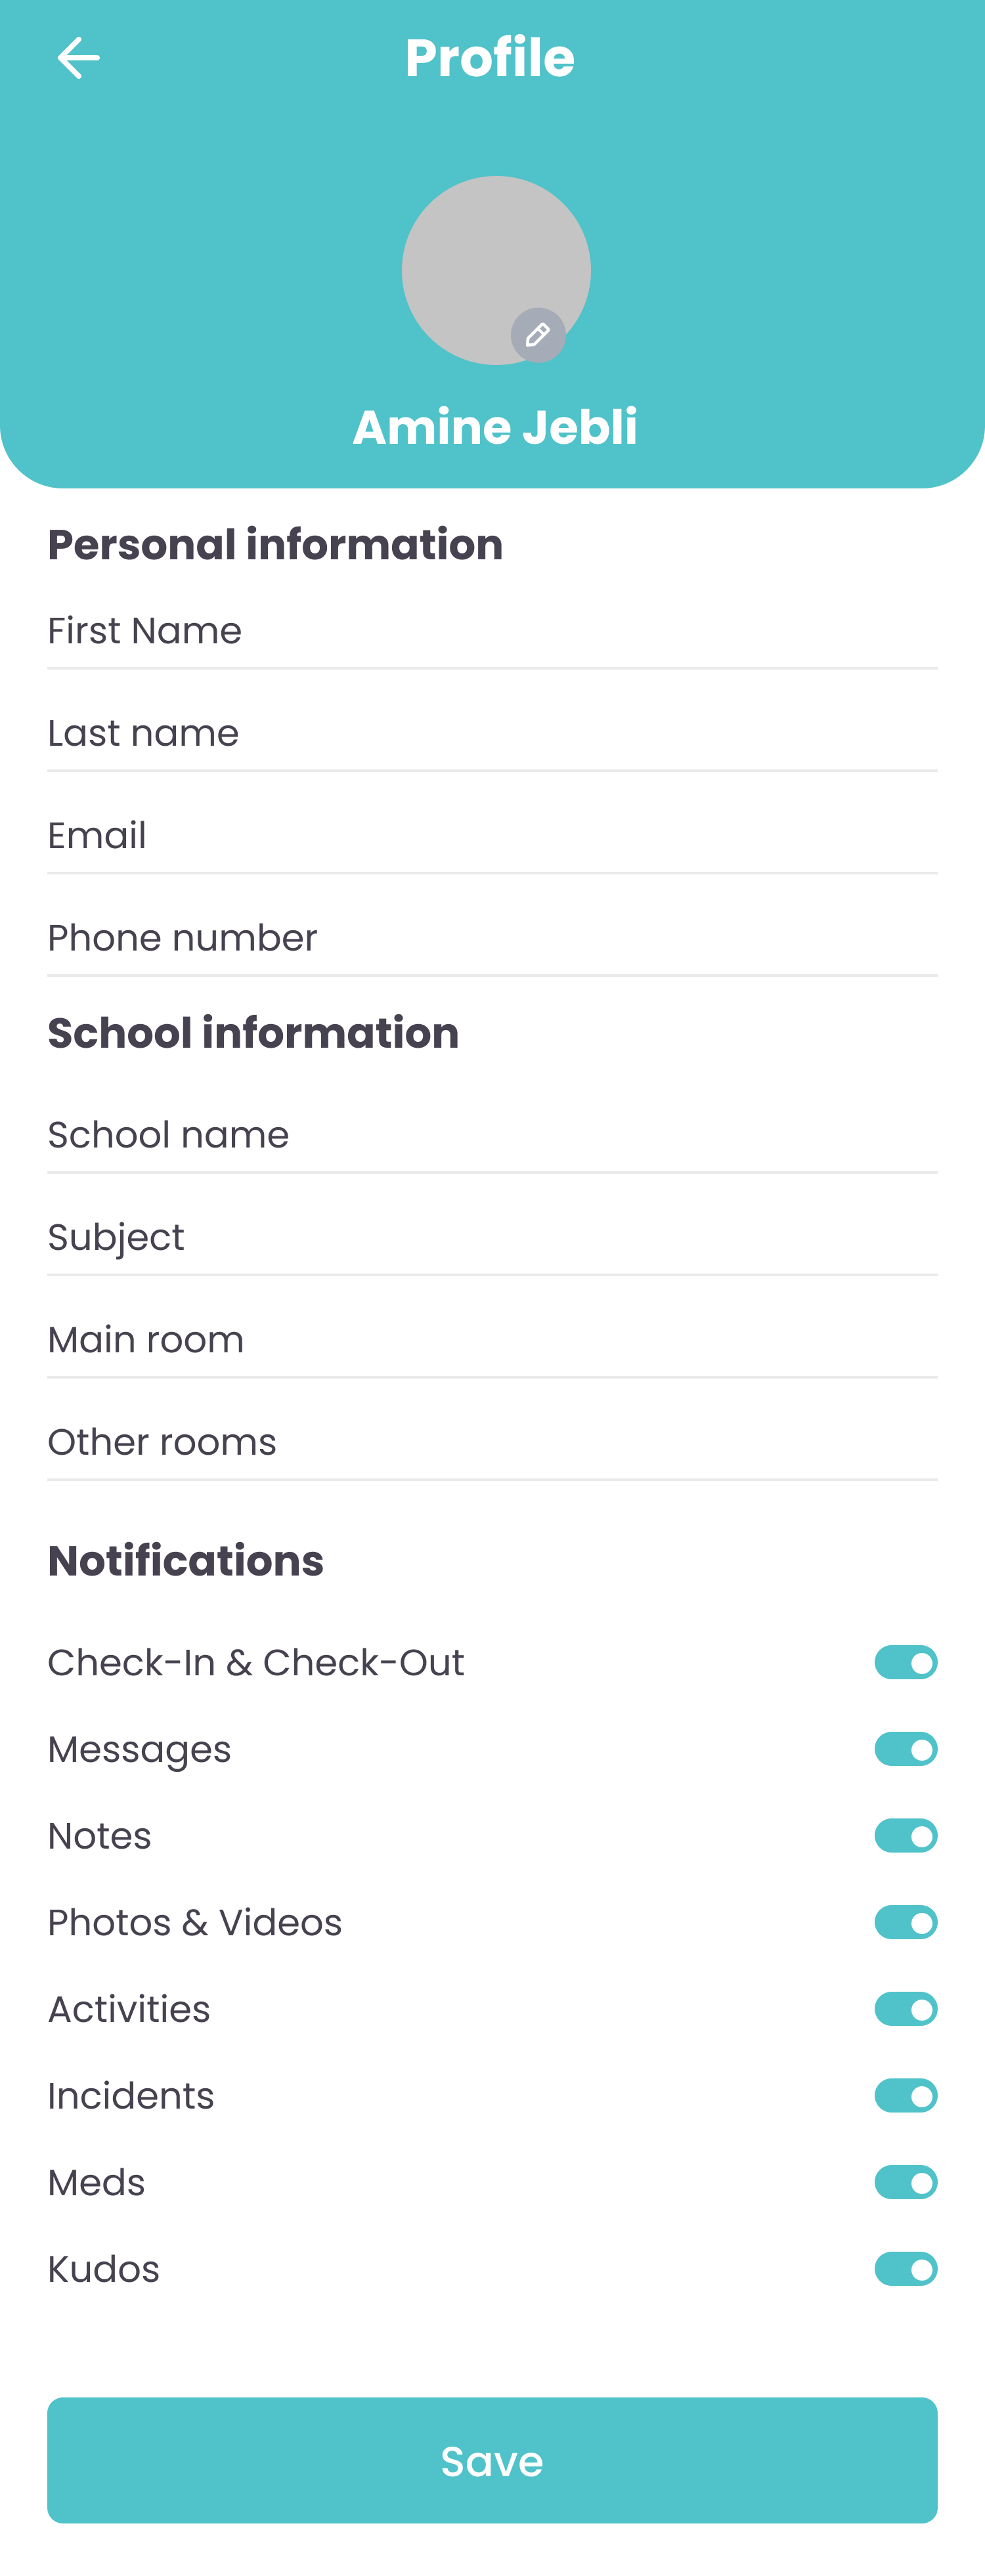 Profile
Amine Jebli
Personal information
First Name
Last name
Email
Phone number
School information
School name
Subject
Main room
Other rooms
Notifications
Check-In & Check-Out
Messages
Notes
Photos & Videos
Activities
Incidents
Meds
Kudos
Save